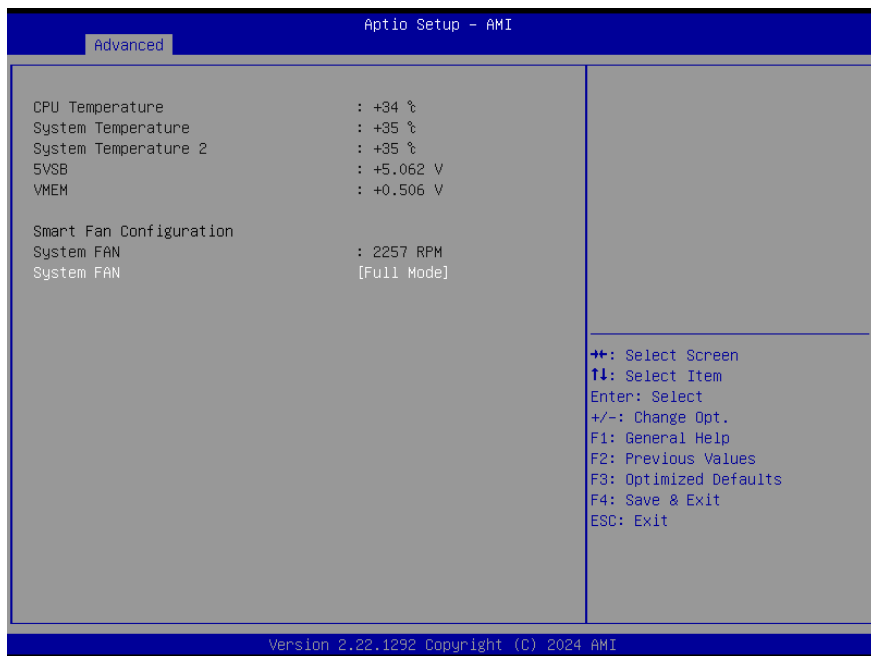 Aptio Setup – AMI
Advanced
CPU Temperature : +34 ℃
System Temperature : +35 ℃
System Temperature 2 : +35 ℃
5VSB : +5.062 V
VMEM : +0.506 V
Smart Fan Configuration
System FAN : 2257 RPM
System FAN [Full Mode]
→←: Select Screen
↑↓: Select Item
Enter: Select
+/-: Change Opt.
F1: General Help
F2: Previous Values
F3: Optimized Defaults
F4: Save & Exit
ESC: Exit
Version 2.22.1292 Copyright (C) 2024 AMI